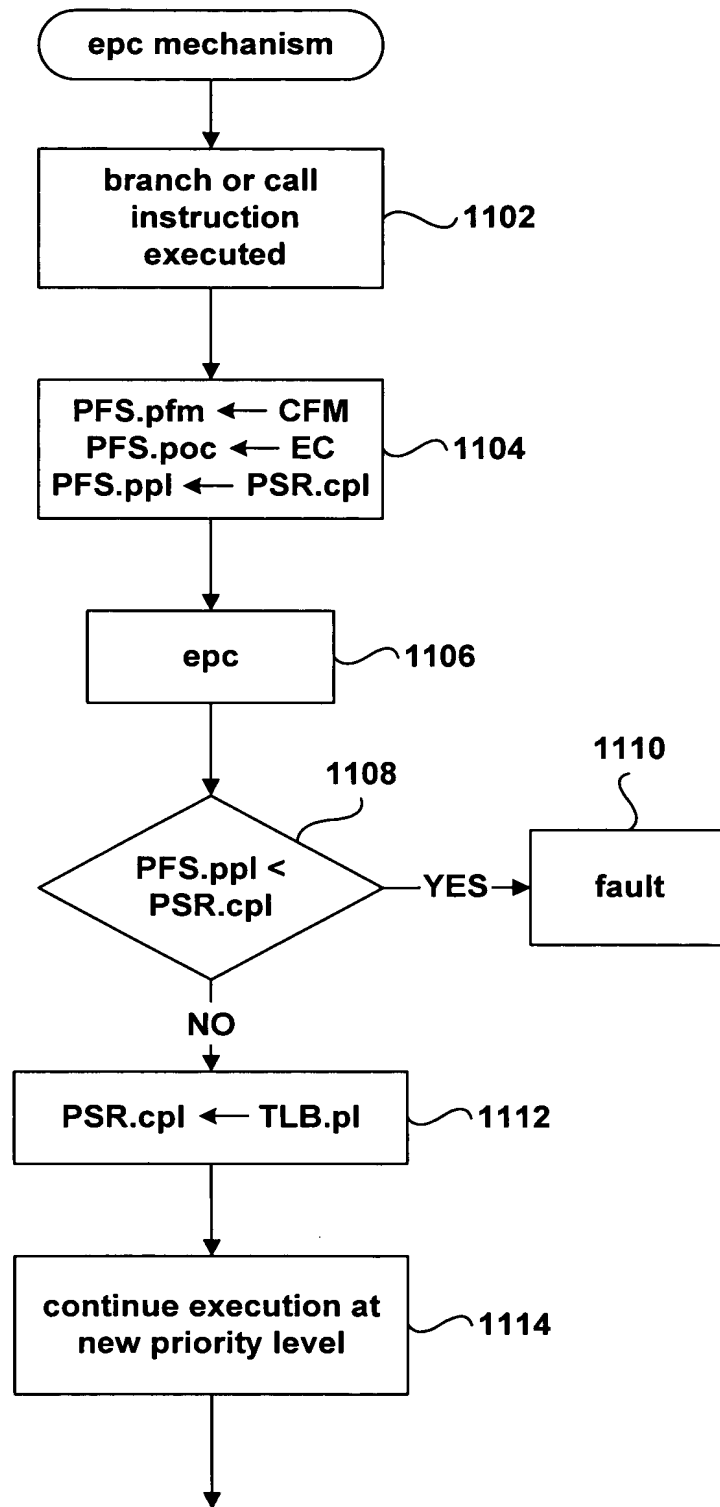 epc mechanism
branch or call
instruction
executed
1102
PFS.pfm ← CFM
PFS.poc ← EC
PFS.ppl ← PSR.cpl
1104
epc
1106
1108
1110
PFS.ppl <
PSR.cpl
YES
fault
NO
PSR.cpl ← TLB.pl
1112
continue execution at
new priority level
1114